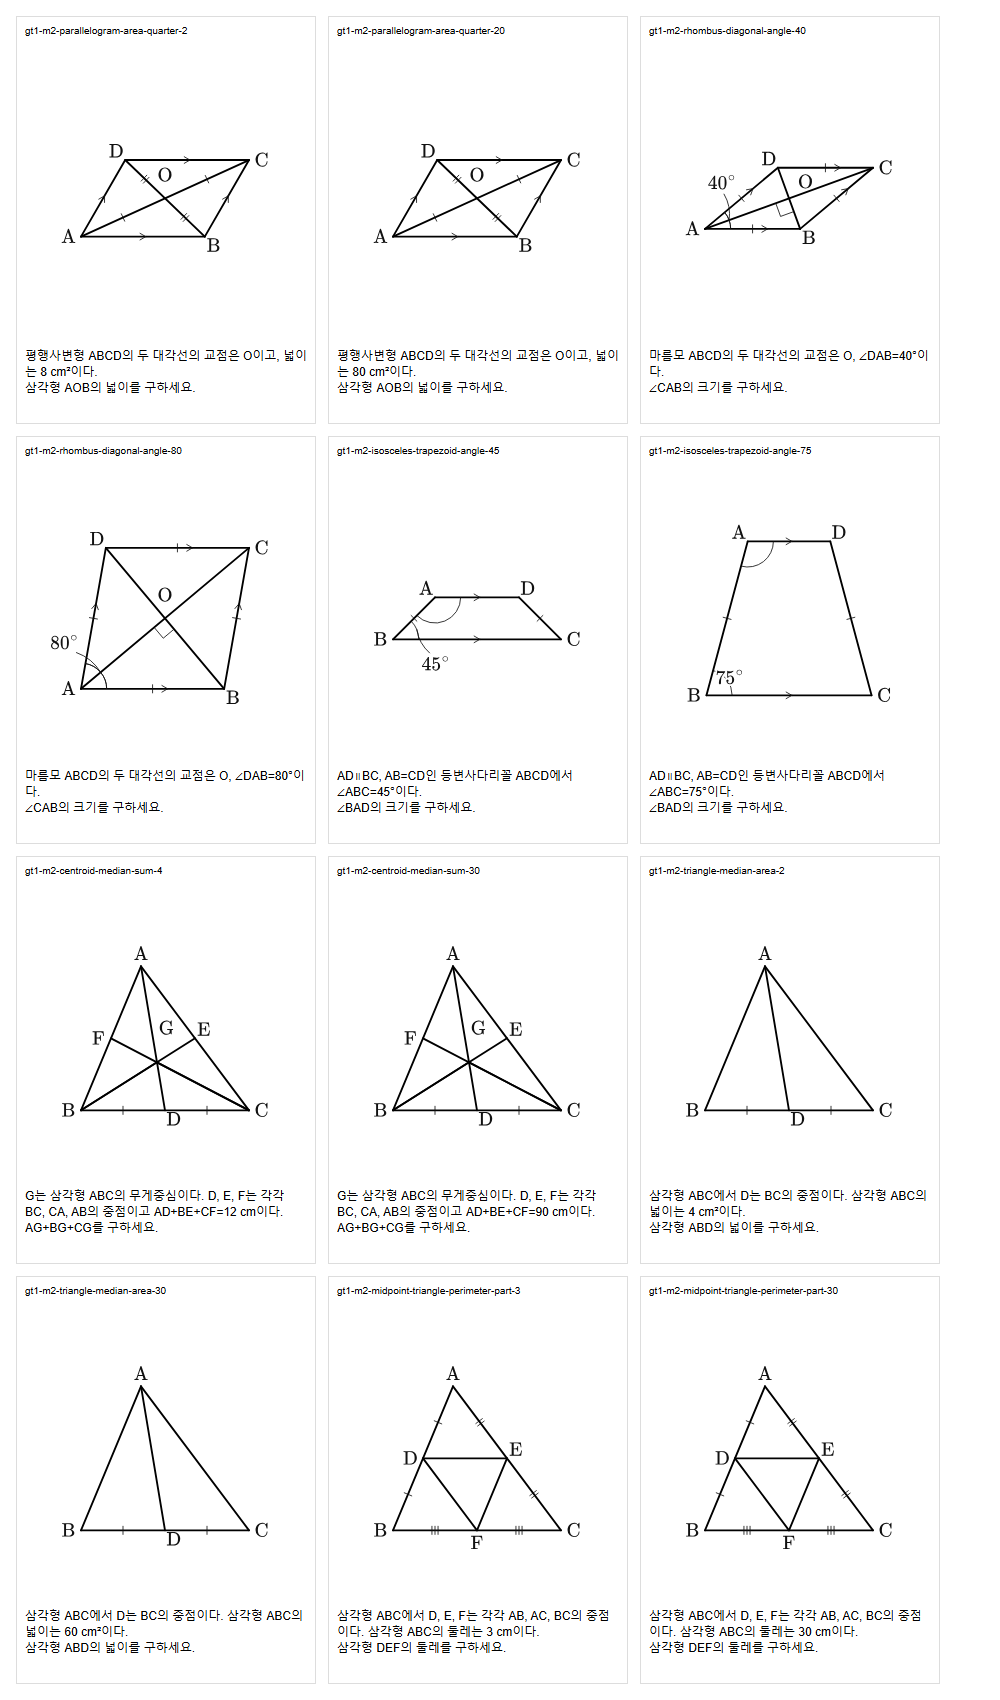 gt1-m2-parallelogram-area-quarter-2
D
O
C
A
B
평행사변형 ABCD의 두 대각선의 교점은 O이고, 넓이
는 8 cm²이다.
삼각형 AOB의 넓이를 구하세요.
gt1-m2-parallelogram-area-quarter-20
D
O
C
A
B
평행사변형 ABCD의 두 대각선의 교점은 O이고, 넓이
는 80 cm²이다.
삼각형 AOB의 넓이를 구하세요.
gt1-m2-rhombus-diagonal-angle-40
D
C
40°
O
A
B
마름모 ABCD의 두 대각선의 교점은 O, ∠DAB=40°이
다.
∠CAB의 크기를 구하세요.
gt1-m2-rhombus-diagonal-angle-80
D
C
O
80°
A
B
마름모 ABCD의 두 대각선의 교점은 O, ∠DAB=80°이
다.
∠CAB의 크기를 구하세요.
gt1-m2-isosceles-trapezoid-angle-45
A
D
B
C
45°
AD∥BC, AB=CD인 등변사다리꼴 ABCD에서
∠ABC=45°이다.
∠BAD의 크기를 구하세요.
gt1-m2-isosceles-trapezoid-angle-75
A
D
75°
B
C
AD∥BC, AB=CD인 등변사다리꼴 ABCD에서
∠ABC=75°이다.
∠BAD의 크기를 구하세요.
gt1-m2-centroid-median-sum-4
A
F
G
E
B
D
C
G는 삼각형 ABC의 무게중심이다. D, E, F는 각각
BC, CA, AB의 중점이고 AD+BE+CF=12 cm이다.
AG+BG+CG를 구하세요.
gt1-m2-centroid-median-sum-30
A
F
G
E
B
D
C
G는 삼각형 ABC의 무게중심이다. D, E, F는 각각
BC, CA, AB의 중점이고 AD+BE+CF=90 cm이다.
AG+BG+CG를 구하세요.
gt1-m2-triangle-median-area-2
A
B
D
C
삼각형 ABC에서 D는 BC의 중점이다. 삼각형 ABC의
넓이는 4 cm²이다.
삼각형 ABD의 넓이를 구하세요.
gt1-m2-triangle-median-area-30
A
B
D
C
삼각형 ABC에서 D는 BC의 중점이다. 삼각형 ABC의
넓이는 60 cm²이다.
삼각형 ABD의 넓이를 구하세요.
gt1-m2-midpoint-triangle-perimeter-part-3
A
D
E
B
F
C
삼각형 ABC에서 D, E, F는 각각 AB, AC, BC의 중점
이다. 삼각형 ABC의 둘레는 3 cm이다.
삼각형 DEF의 둘레를 구하세요.
gt1-m2-midpoint-triangle-perimeter-part-30
A
D
E
B
F
C
삼각형 ABC에서 D, E, F는 각각 AB, AC, BC의 중점
이다. 삼각형 ABC의 둘레는 30 cm이다.
삼각형 DEF의 둘레를 구하세요.